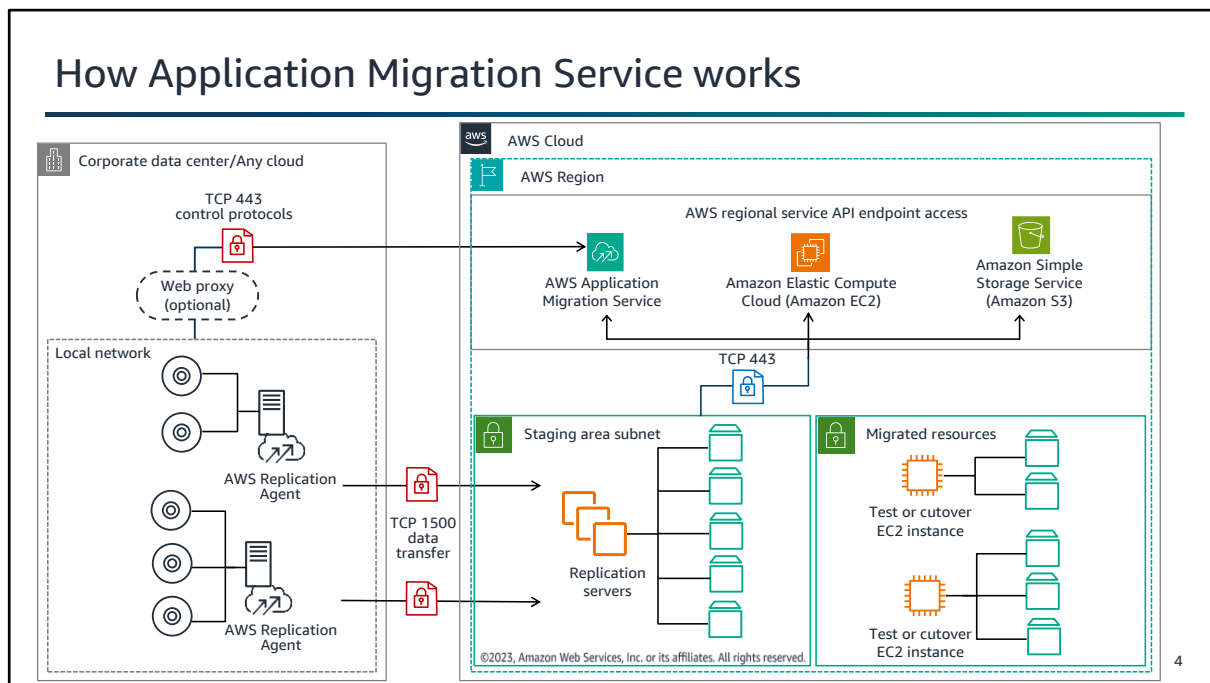 How Application Migration Service works
Corporate data center/Any cloud
TCP 443
control protocols
Web proxy
(optional)
Local network
AWS Replication
Agent
AWS Replication
Agent
TCP 1500
data
transfer
aws
AWS Cloud
AWS Region
AWS regional service API endpoint access
AWS Application
Migration Service
Amazon Elastic Compute
Cloud (Amazon EC2)
Amazon Simple
Storage Service
(Amazon S3)
TCP 443
Staging area subnet
Replication
servers
Migrated resources
Test or cutover
EC2 instance
Test or cutover
EC2 instance
©2023, Amazon Web Services, Inc. or its affiliates. All rights reserved.
4